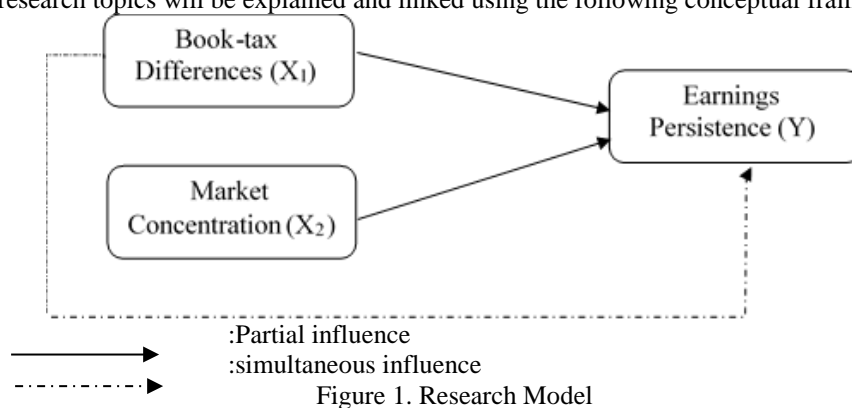 research topics will be explained and linked using the following conceptual
Book-tax
Differences (X₁)
Earnings
Persistence (Y)
Market
Concentration (X₂)
:Partial influence
:simultaneous influence
Figure 1. Research Model